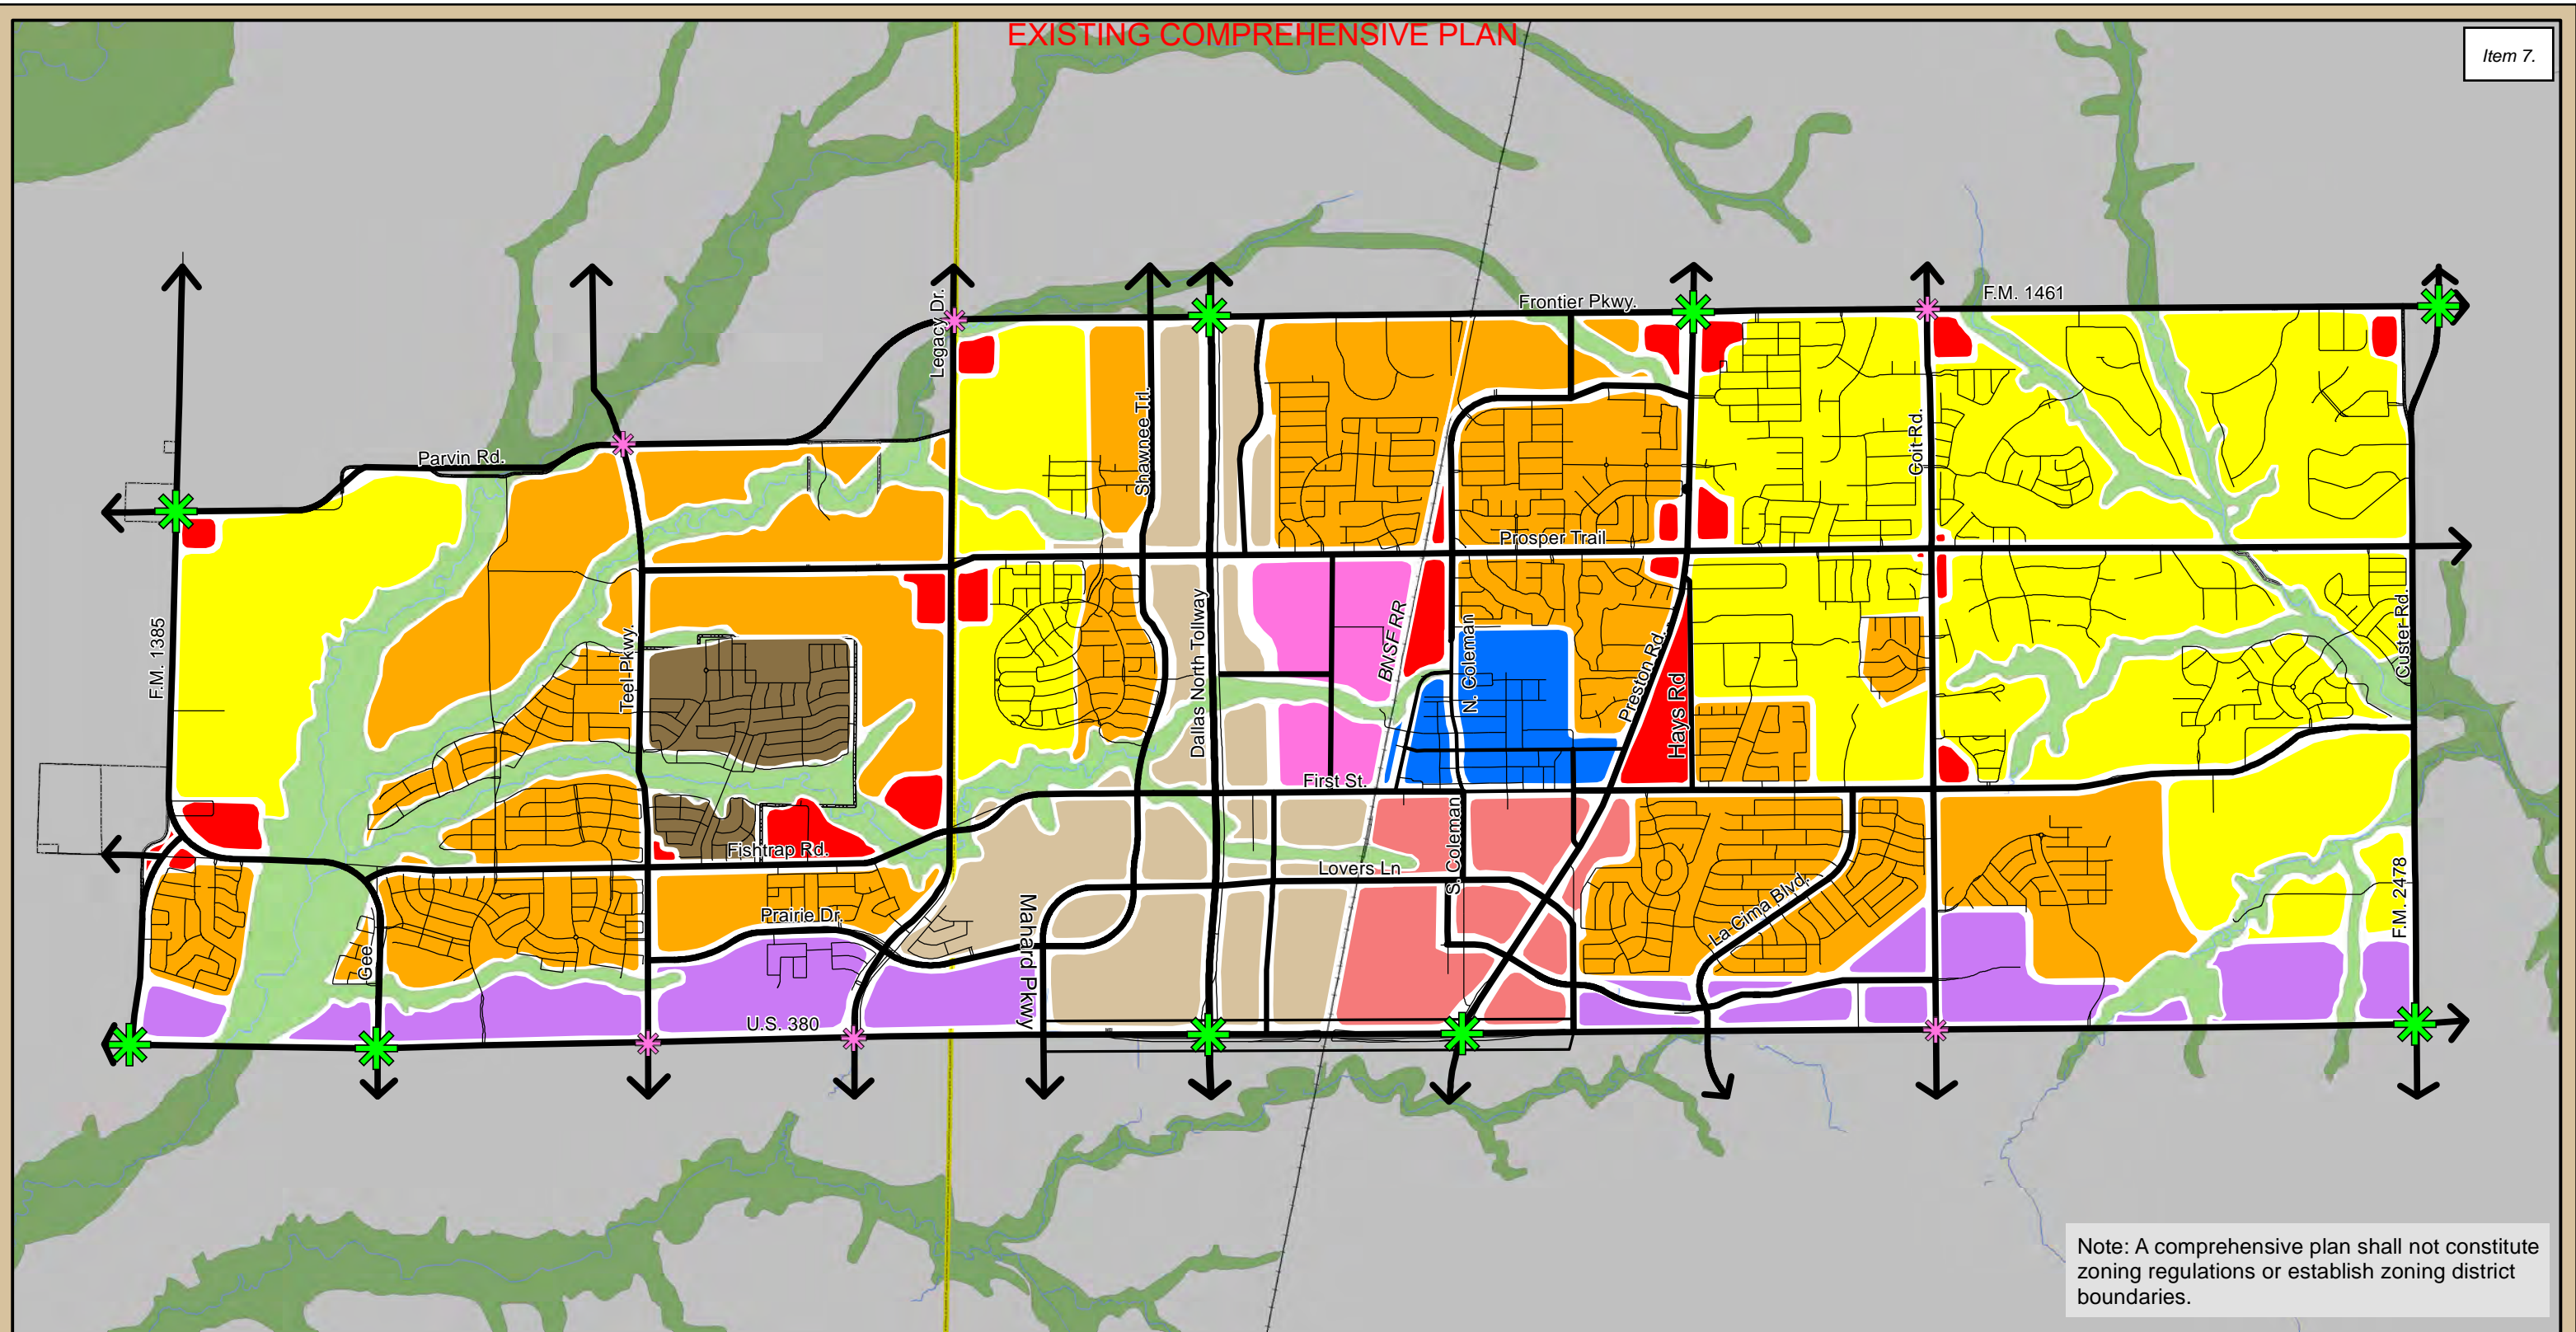 EXISTING COMPREHENSIVE PLAN
Item 7.
Legacy Dr.
Frontier Pkwy.
F.M. 1461
Parvin Rd.
Shawnee Trl.
Coit Rd.
Prosper Trail
F.M. 1385
Teel Pkwy.
Dallas North Tollway
BNSF RR
N. Coleman
Preston Rd.
Hays Rd
Custer Rd.
First St.
Fishtrap Rd.
Lovers Ln
S. Coleman
La Cima Blvd.
F.M. 2478
Prairie Dr.
Gee
Mahard Pkwy
U.S. 380
Note: A comprehensive plan shall not constitute
zoning regulations or establish zoning district
boundaries.